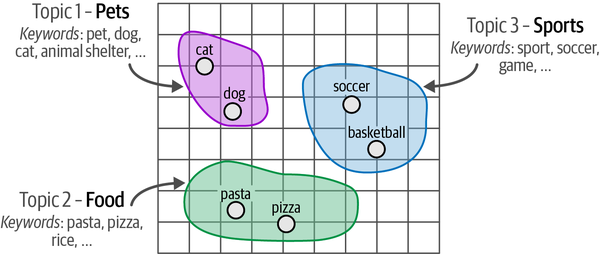 Topic 1 – Pets
Keywords: pet, dog,
cat, animal shelter, ...
cat
dog
Topic 3 – Sports
Keywords: sport, soccer,
game, ...
soccer
basketball
Topic 2 – Food
Keywords: pasta, pizza,
rice, ...
pasta
pizza